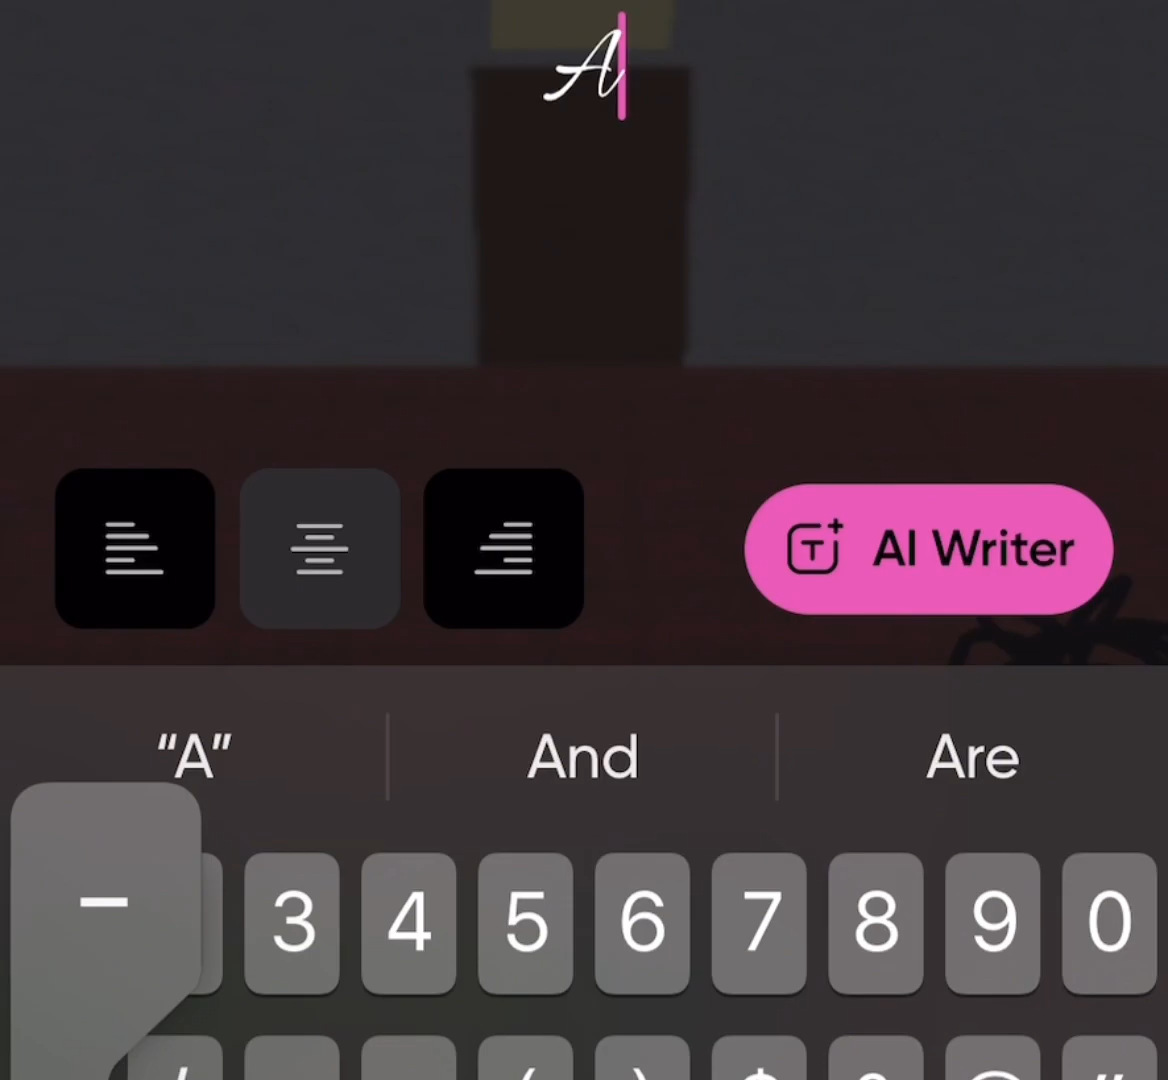 A
AI Writer
“A” And Are
–
3 4 5 6 7 8 9 0
/ ( ) $ & @ "